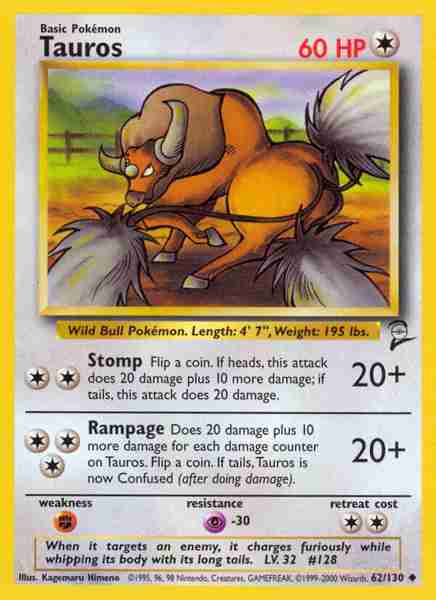 Basic Pokémon
Tauros
60 HP
Wild Bull Pokémon. Length: 4' 7", Weight: 195 lbs.
Stomp Flip a coin. If heads, this attack
does 20 damage plus 10 more damage; if
tails, this attack does 20 damage.
20+
Rampage Does 20 damage plus 10
more damage for each damage counter
on Tauros. Flip a coin. If tails, Tauros is
now Confused (after doing damage).
20+
weakness
resistance
retreat cost
-30
When it targets an enemy, it charges furiously while
whipping its body with its long tails. LV. 32 #128
Illus. Kagemaru Himeno ©1995, 96, 98 Nintendo, Creatures, GAMEFREAK. ©1999-2000 Wizards. 62/130